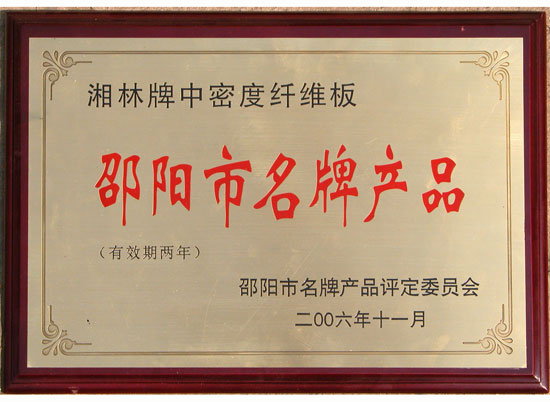 湘林牌中密度纤维板
邵阳市名牌产品
（有效期两年）
邵阳市名牌产品评定委员会
二00六年十一月